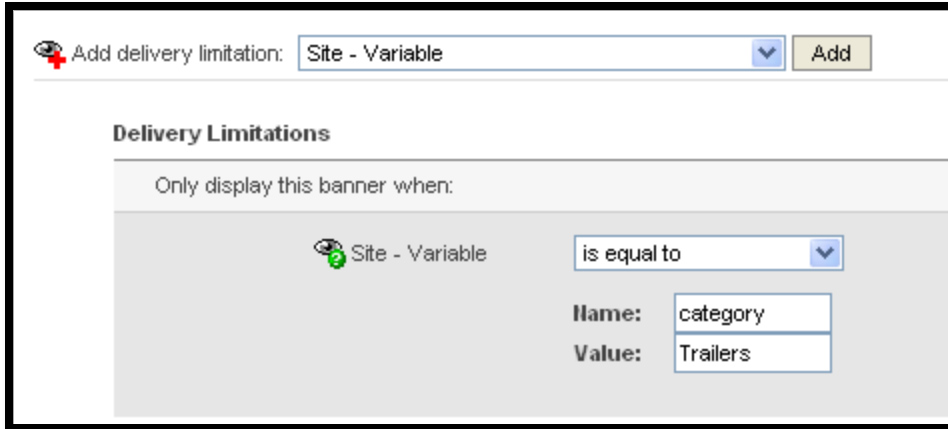 Add delivery limitation: Site - Variable Add
Delivery Limitations
Only display this banner when:
Site - Variable is equal to
Name: category
Value: Trailers